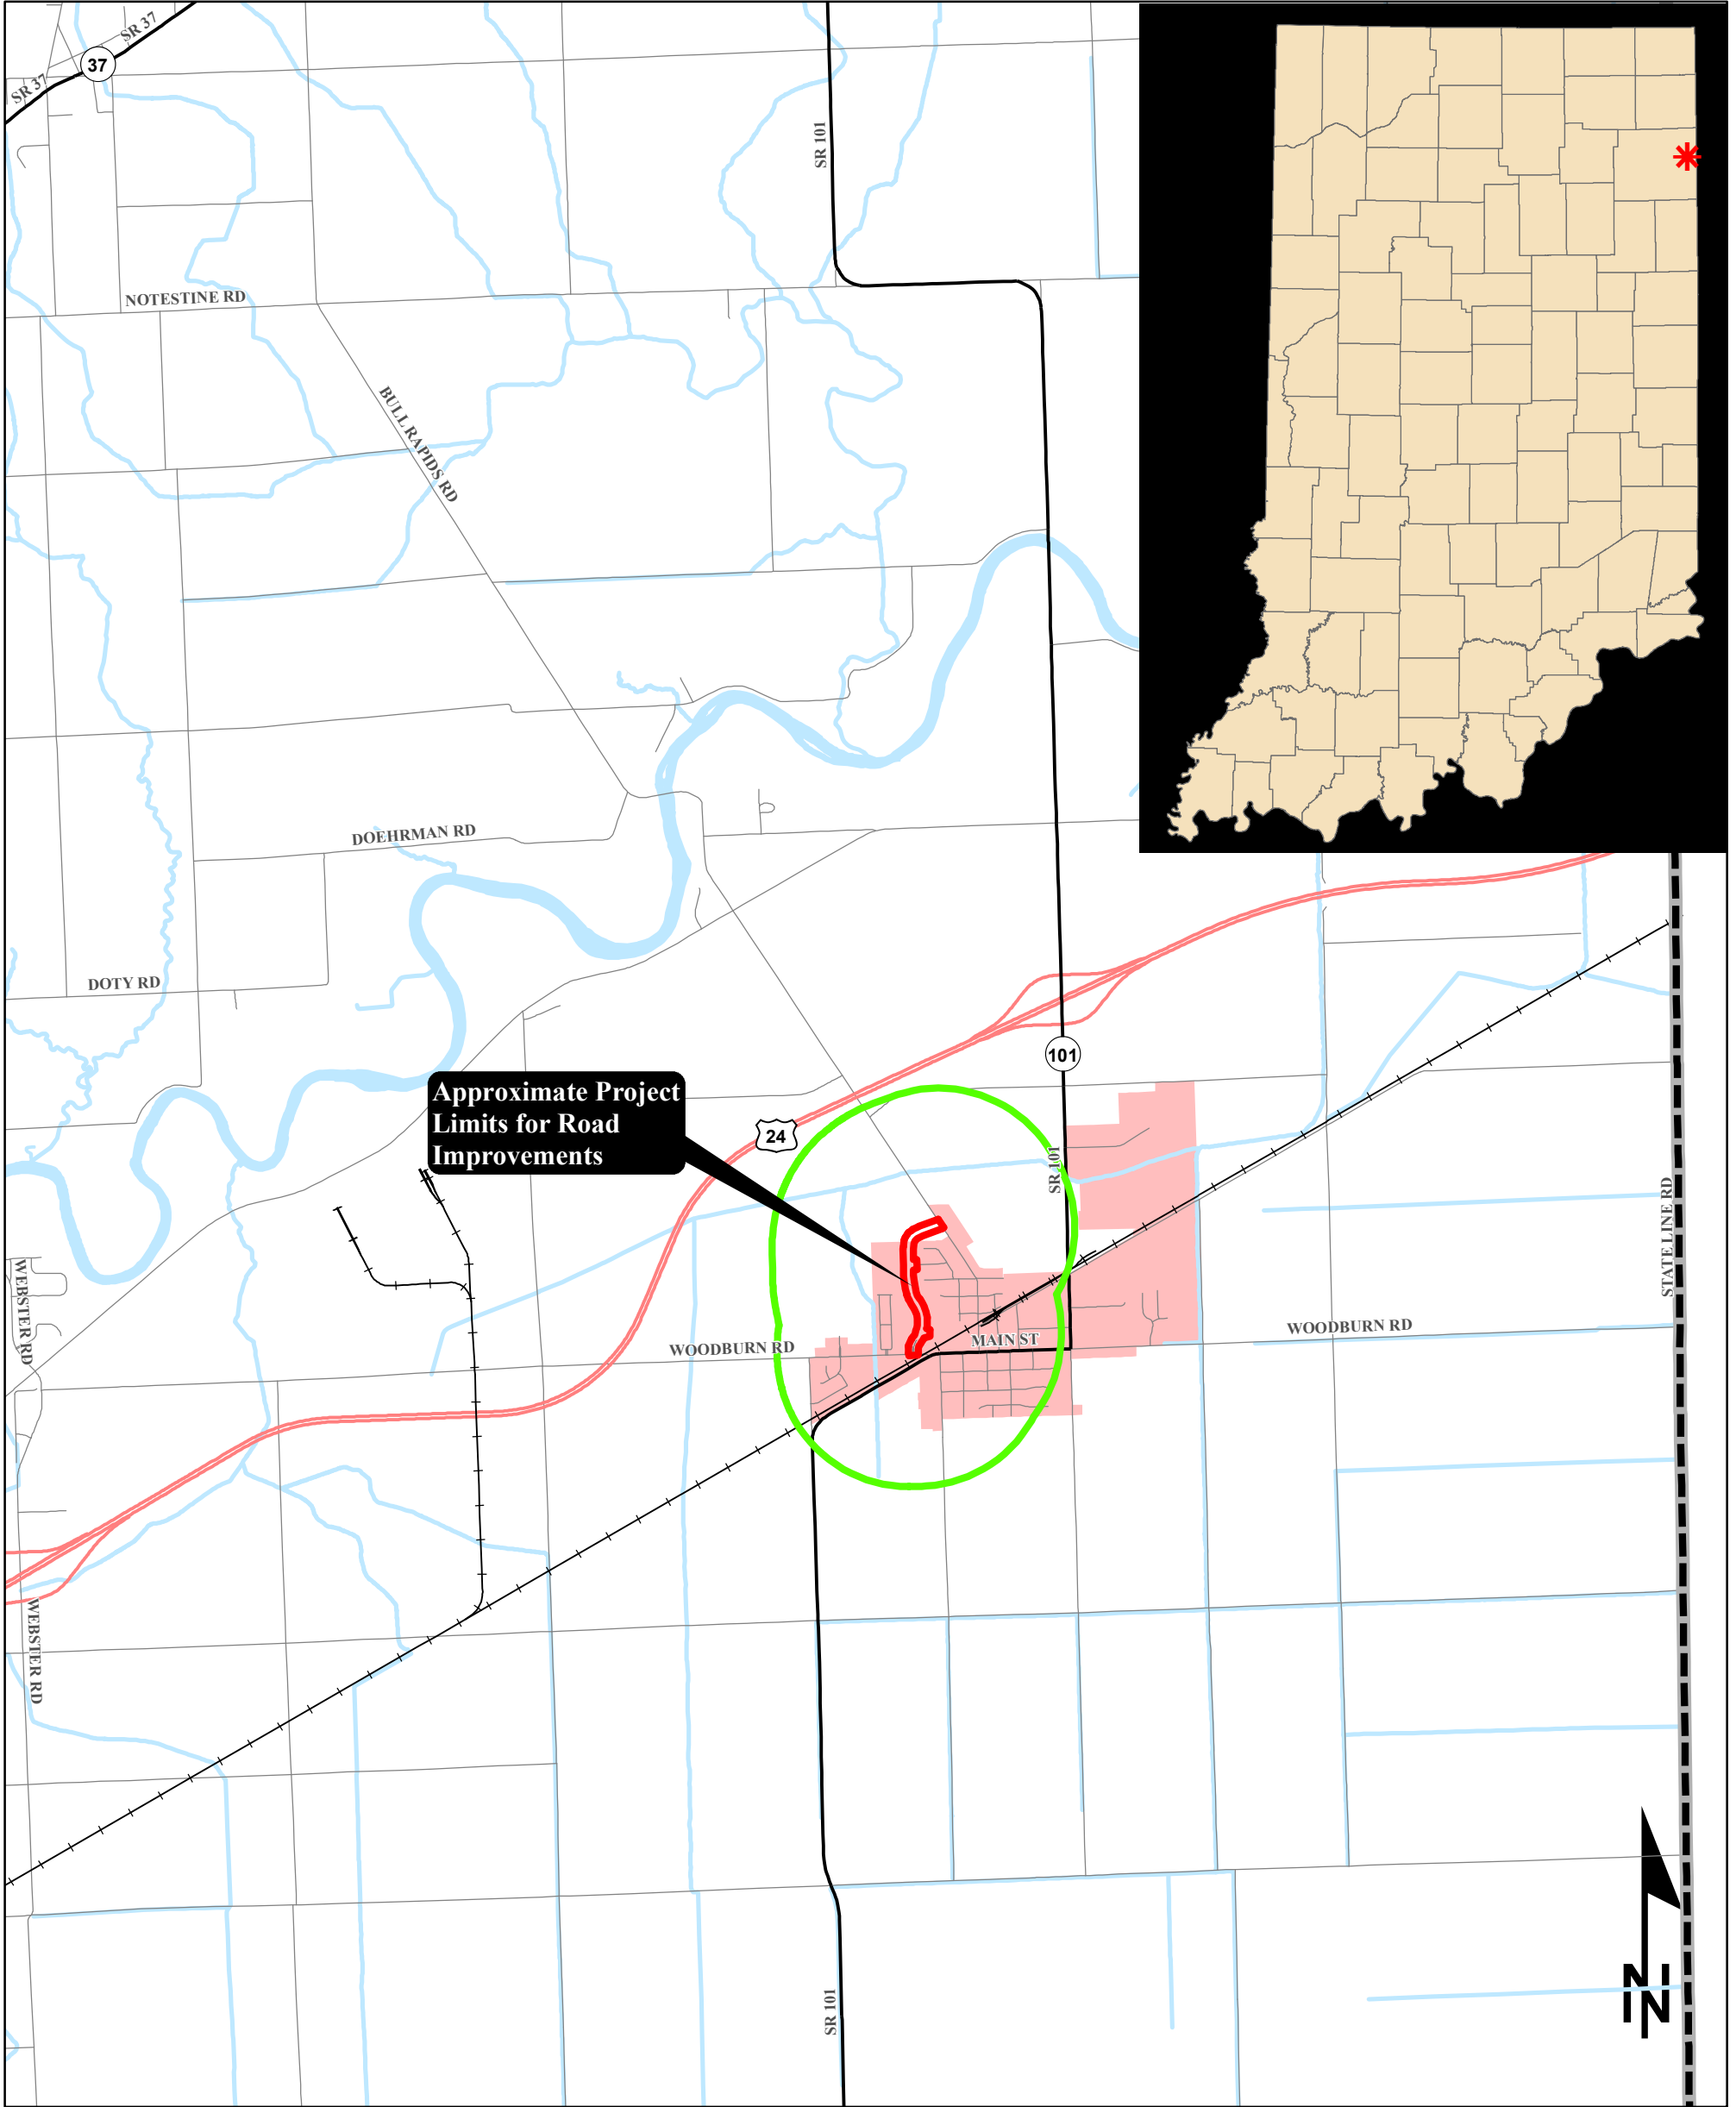 SR 37
37
SR 37
SR 101
NOTESTINE RD
BULL RAPIDS RD
DOEHRMAN RD
DOTY RD
101
Approximate Project
Limits for Road
Improvements
24
SR 101
STATE LINE RD
WEBSTER RD
WOODBURN RD
MAIN ST
WOODBURN RD
WEBSTER RD
SR 101
N